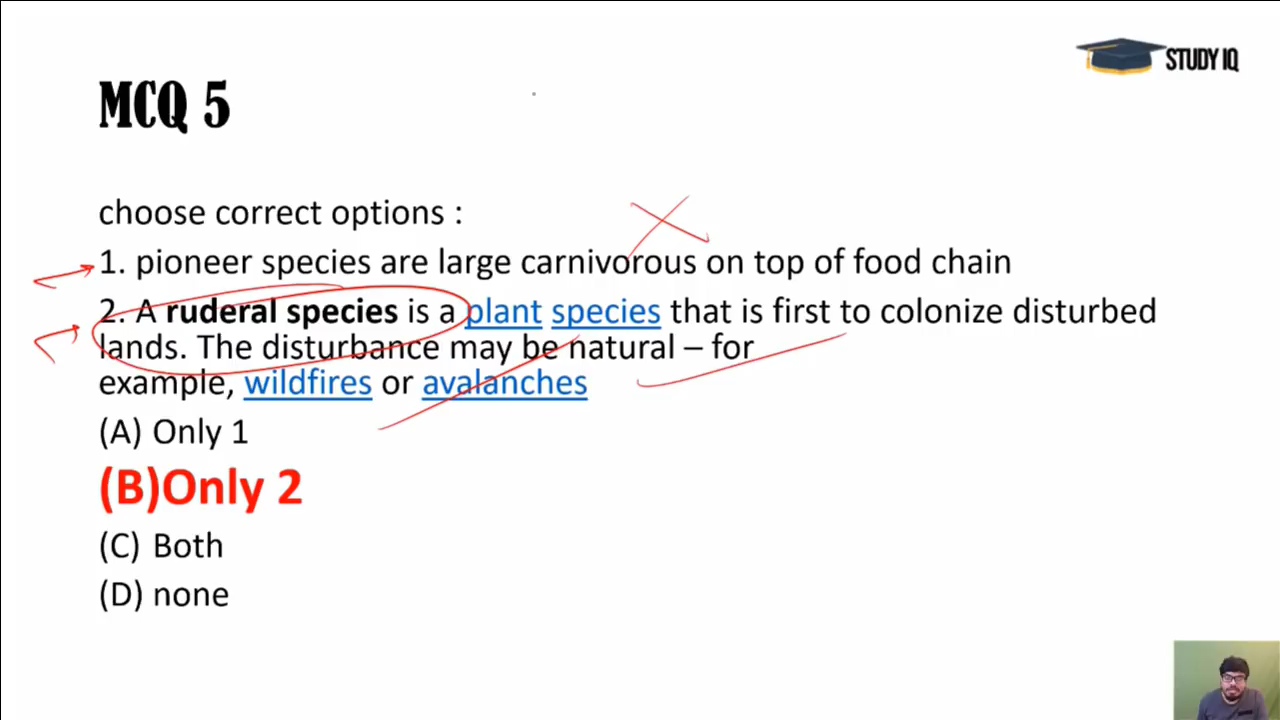 STUDY IQ
MCQ 5
choose correct options :
1. pioneer species are large carnivorous on top of food chain
2. A ruderal species is a plant species that is first to colonize disturbed
lands. The disturbance may be natural – for
example, wildfires or avalanches
(A) Only 1
(B)Only 2
(C) Both
(D) none